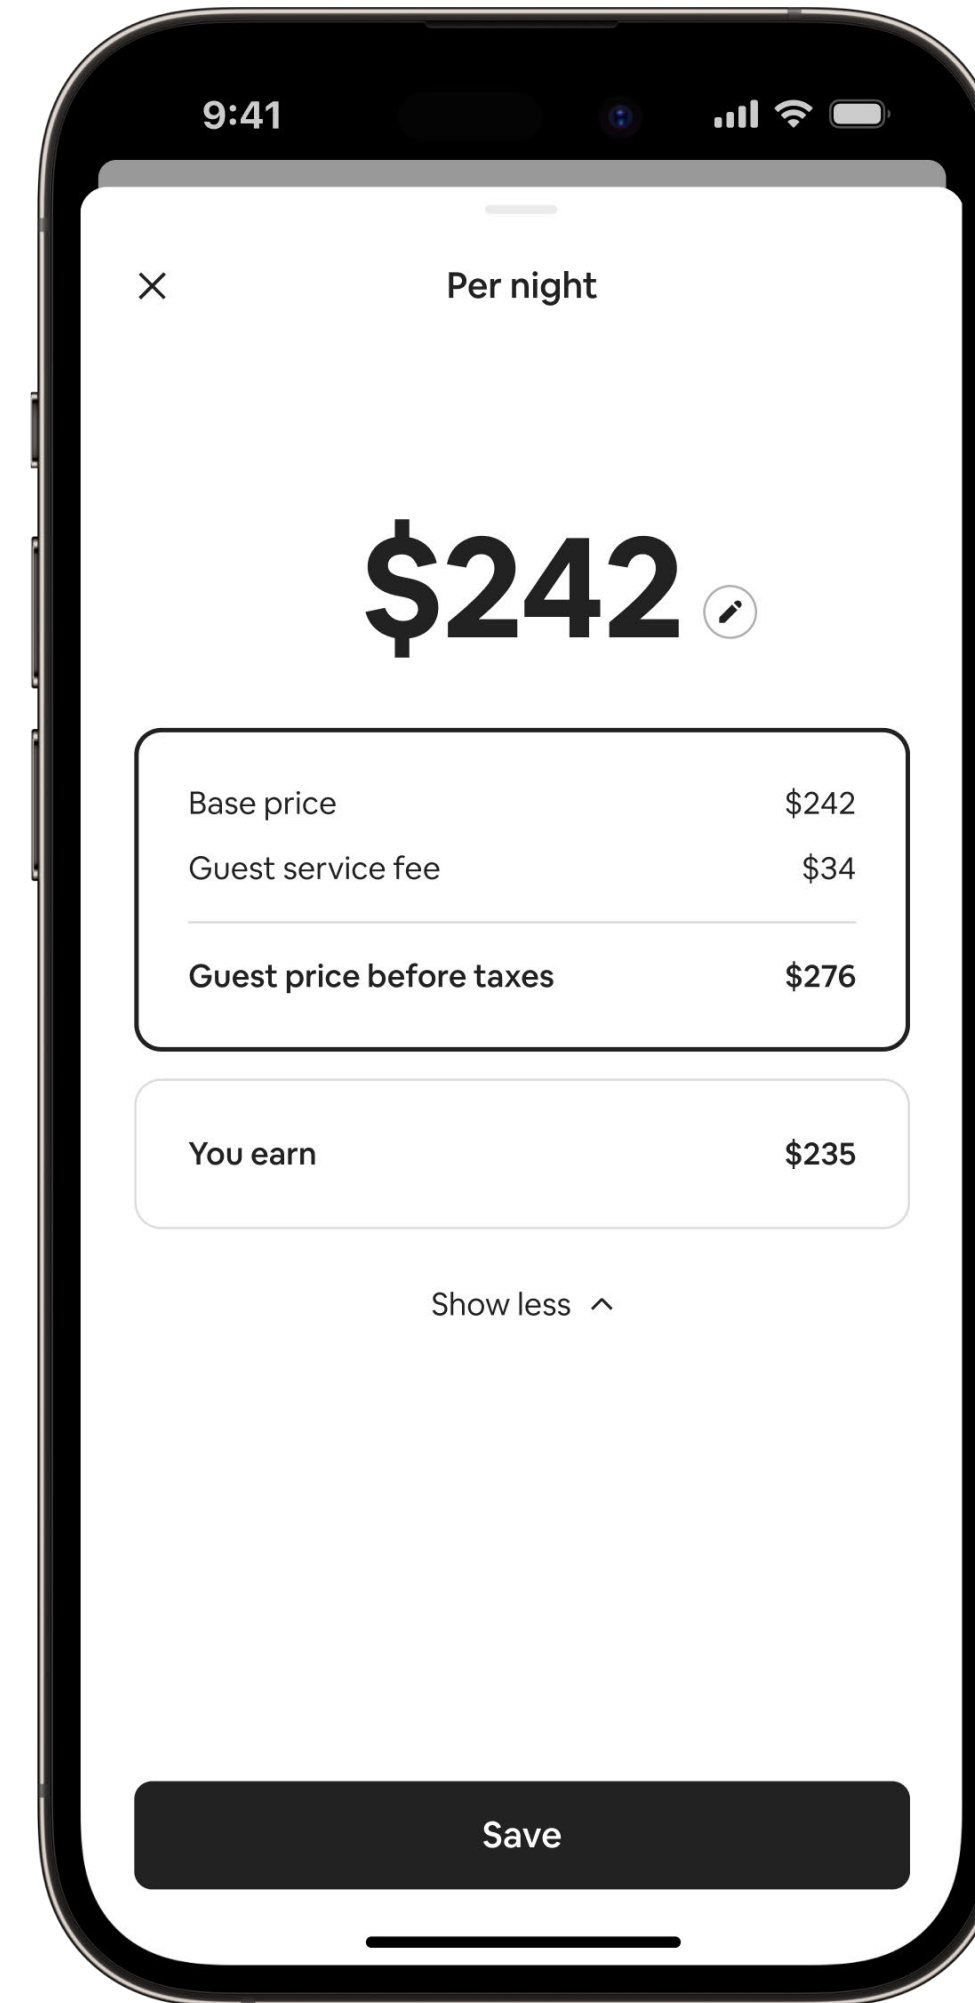 9:41
Per night
$242
Base price $242
Guest service fee $34
Guest price before taxes $276
You earn $235
Show less
Save